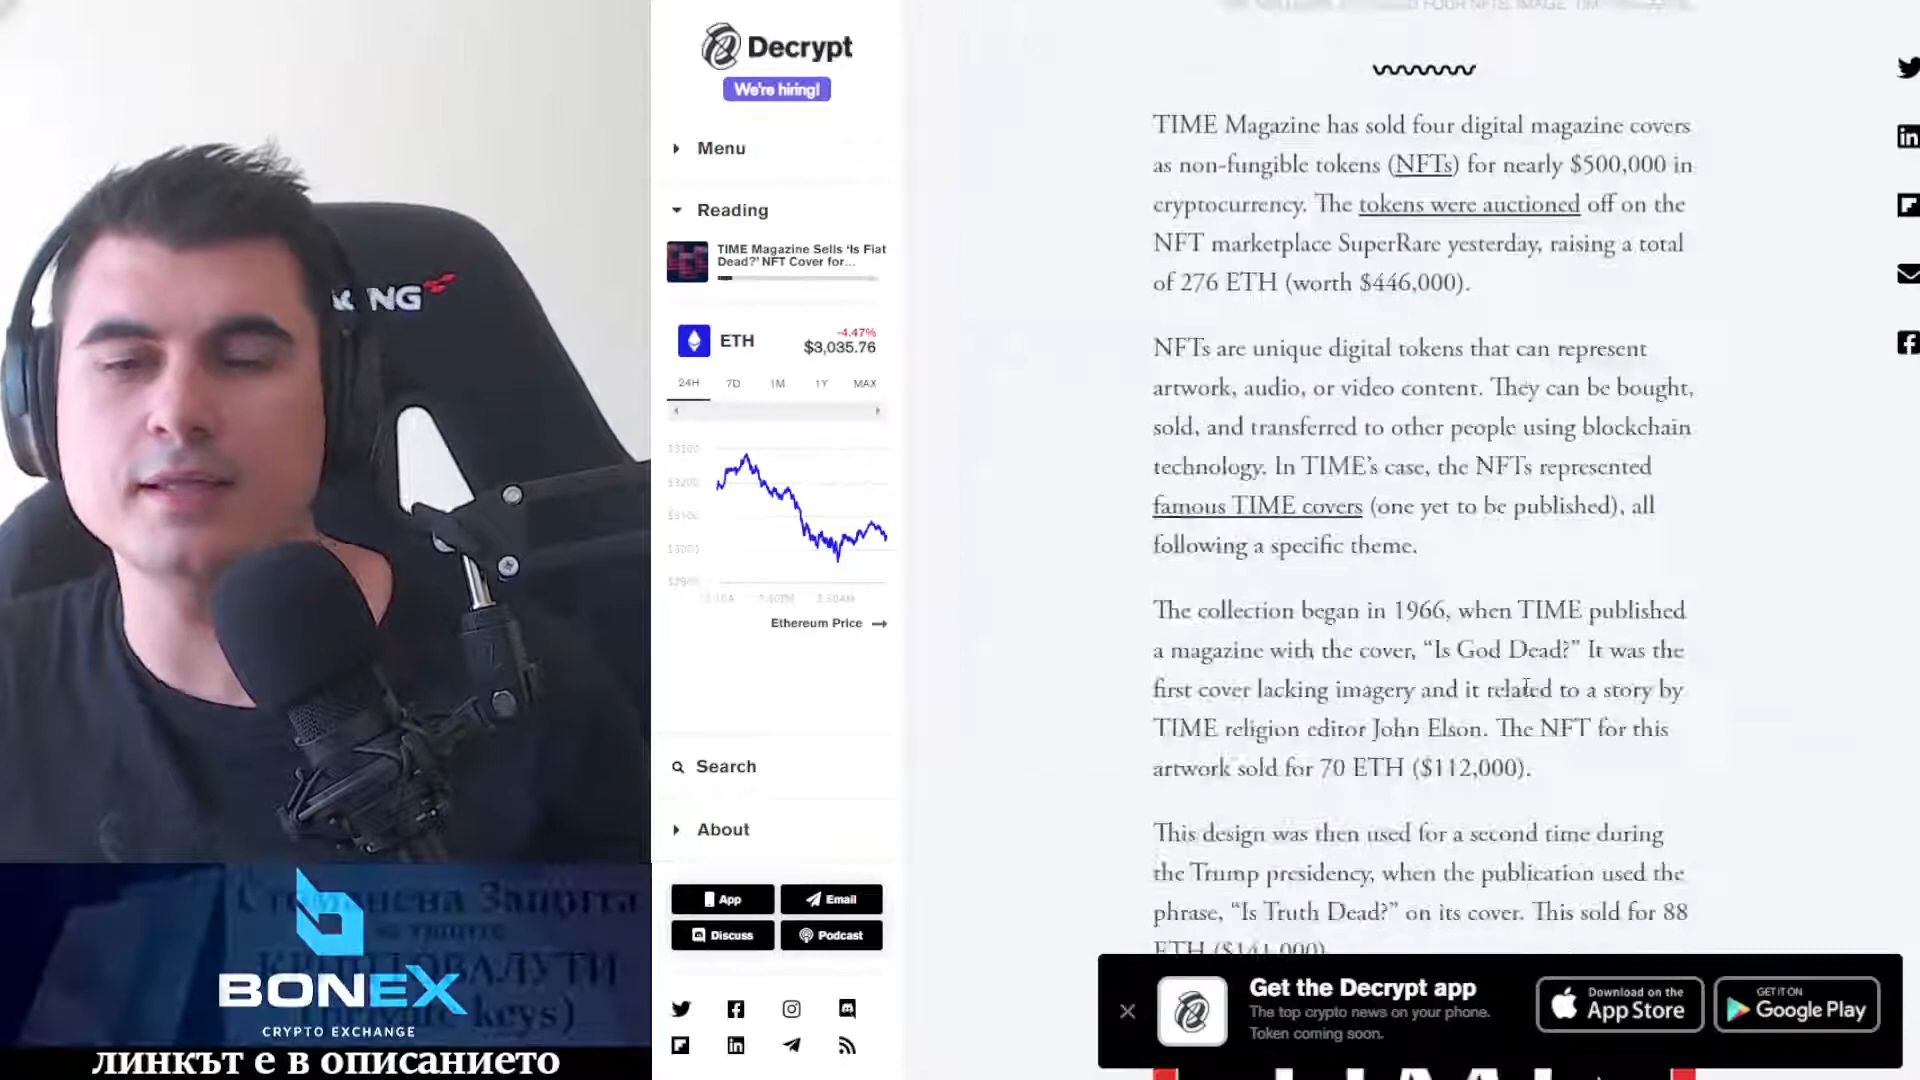 KING
Decrypt
We're hiring!
Menu
Reading
TIME Magazine Sells 'Is Fiat
Dead?' NFT Cover for...
ETH
-4.47%
$3,035.76
24H 7D 1M 1Y MAX
Ethereum Price
Search
About
App Email
Discuss Podcast
TIME Magazine has sold four digital magazine covers
as non-fungible tokens (NFTs) for nearly $500,000 in
cryptocurrency. The tokens were auctioned off on the
NFT marketplace SuperRare yesterday, raising a total
of 276 ETH (worth $446,000).
NFTs are unique digital tokens that can represent
artwork, audio, or video content. They can be bought,
sold, and transferred to other people using blockchain
technology. In TIME's case, the NFTs represented
famous TIME covers (one yet to be published), all
following a specific theme.
The collection began in 1966, when TIME published
a magazine with the cover, “Is God Dead?” It was the
first cover lacking imagery and it related to a story by
TIME religion editor John Elson. The NFT for this
artwork sold for 70 ETH ($112,000).
This design was then used for a second time during
the Trump presidency, when the publication used the
phrase, “Is Truth Dead?” on its cover. This sold for 88
ETH ($141,000)
Get the Decrypt app
The top crypto news on your phone.
Token coming soon.
Download on the
App Store
GET IT ON
Google Play
Стоманена Защита
КРИПТОВАЛУТИ
(private keys)
BONEX
CRYPTO EXCHANGE
линкът е в описанието